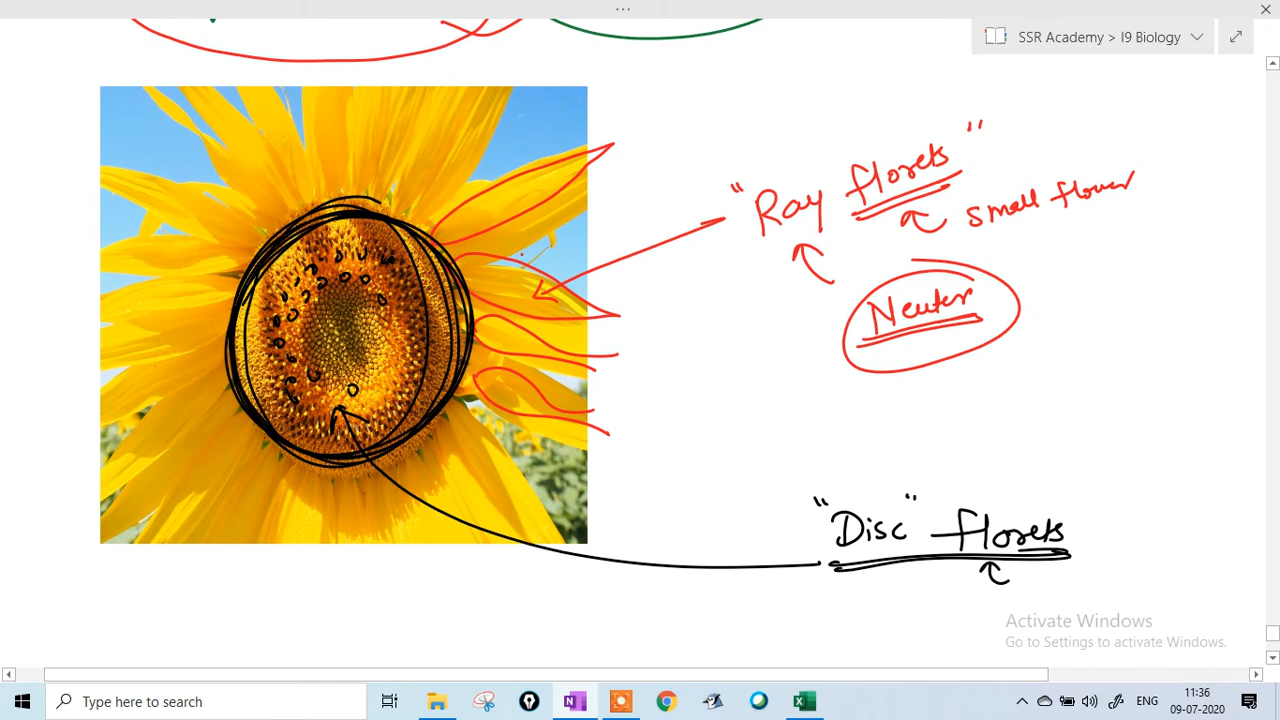 SSR Academy > I9 Biology
"Ray florets"
small flower
Neuter
"Disc" florets
Activate Windows
Go to Settings to activate Windows.
Type here to search
ENG
11:36
09-07-2020